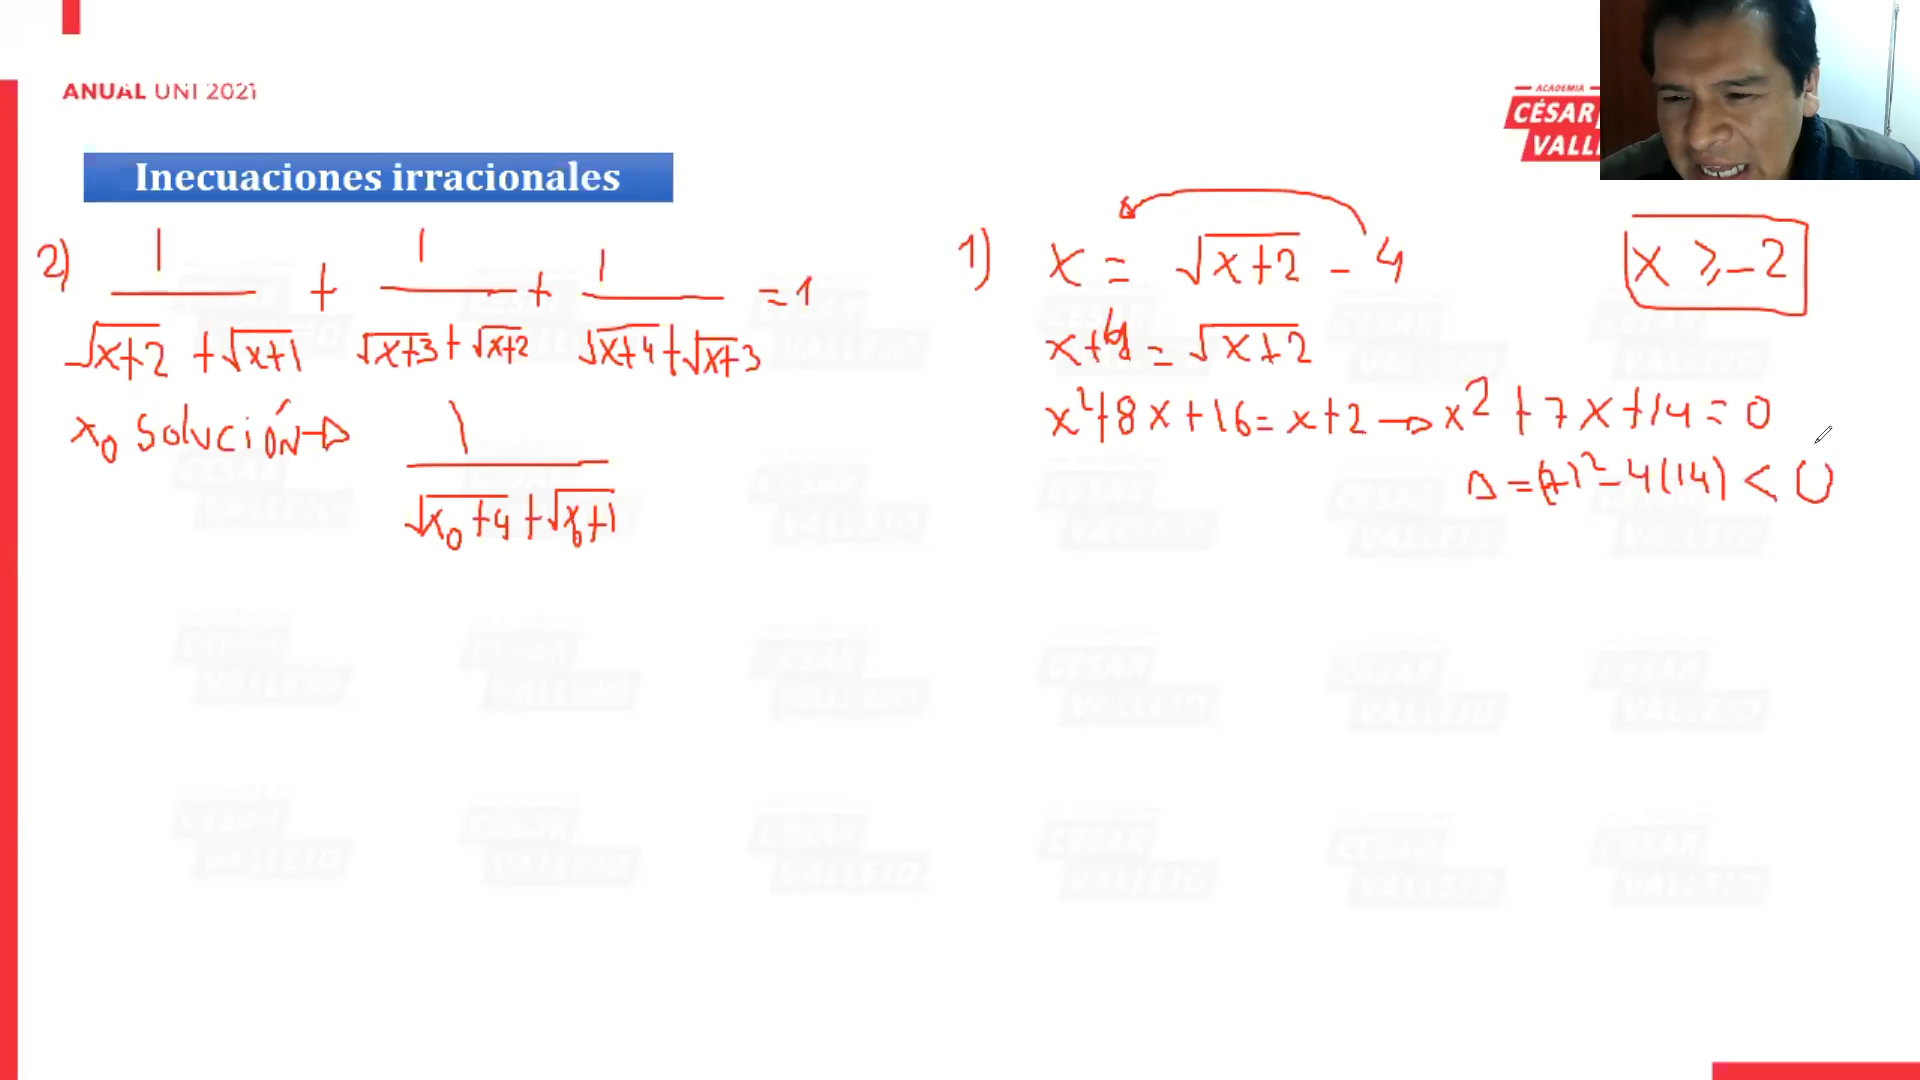 ANUAL UNI 2021
ACADEMIA
CÉSAR
VALL
Inecuaciones irracionales
2) 1/(√(x+2) + √(x+1)) + 1/(√(x+3) + √(x+2)) + 1/(√(x+4) + √(x+3)) = 1
x₀ solución → 1/(√(x₀+4) + √(x₀+1))
1) x = √(x+2) - 4
x ≥ -2
x+4 = √(x+2)
x²+8x+16 = x+2 → x²+7x+14=0
Δ = (7)² - 4(14) < 0